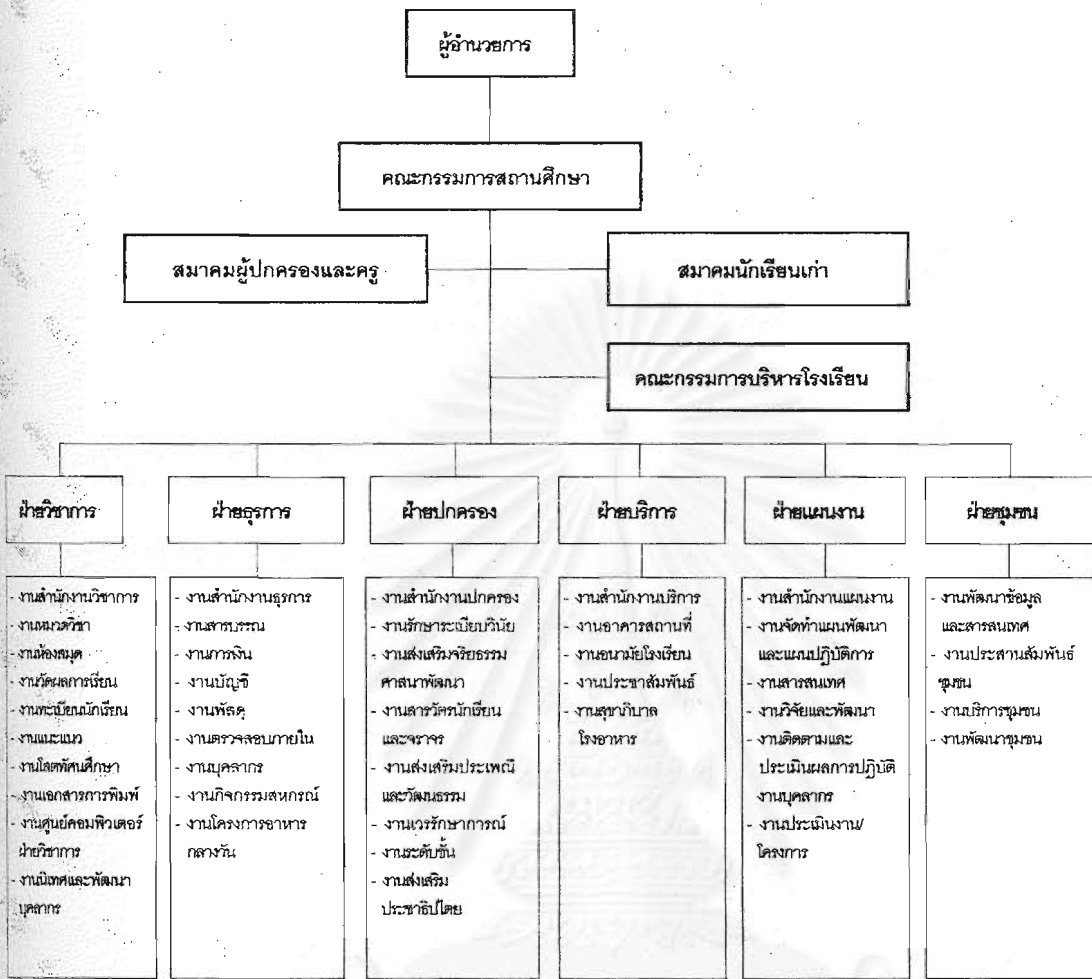 ผู้อำนวยการ
คณะกรรมการสถานศึกษา
สมาคมผู้ปกครองและครู
สมาคมนักเรียนเก่า
คณะกรรมการบริหารโรงเรียน
ฝ่ายวิชาการ
- งานสำนักงานวิชาการ
- งานหมวดวิชา
- งานห้องสมุด
- งานวัดผลการเรียน
- งานทะเบียนนักเรียน
- งานแนะแนว
- งานโสตทัศนศึกษา
- งานเอกสารการพิมพ์
- งานศูนย์คอมพิวเตอร์
ฝ่ายวิชาการ
- งานนิเทศและพัฒนา
บุคลากร
ฝ่ายธุรการ
- งานสำนักงานธุรการ
- งานสารบรรณ
- งานการเงิน
- งานบัญชี
- งานพัสดุ
- งานตรวจสอบภายใน
- งานบุคลากร
- งานกิจกรรมสหกรณ์
- งานโครงการอาหาร
กลางวัน
ฝ่ายปกครอง
- งานสำนักงานปกครอง
- งานรักษาระเบียบวินัย
- งานส่งเสริมจริยธรรม
ศาสนาพัฒนา
- งานสารวัตรนักเรียน
และจราจร
- งานส่งเสริมประเพณี
และวัฒนธรรม
- งานเวรรักษาการณ์
- งานระดับชั้น
- งานส่งเสริม
ประชาธิปไตย
ฝ่ายบริการ
- งานสำนักงานบริการ
- งานอาคารสถานที่
- งานอนามัยโรงเรียน
- งานประชาสัมพันธ์
- งานสุขาภิบาล
โรงอาหาร
ฝ่ายแผนงาน
- งานสำนักงานแผนงาน
- งานจัดทำแผนพัฒนา
และแผนปฏิบัติการ
- งานสารสนเทศ
- งานวิจัยและพัฒนา
- งานติดตามและ
ประเมินผลการปฏิบัติ
งานบุคลากร
- งานประเมินงาน/
โครงการ
ฝ่ายชุมชน
- งานพัฒนาข้อมูล
และสารสนเทศ
- งานประสานสัมพันธ์
ชุมชน
- งานบริการชุมชน
- งานพัฒนาชุมชน